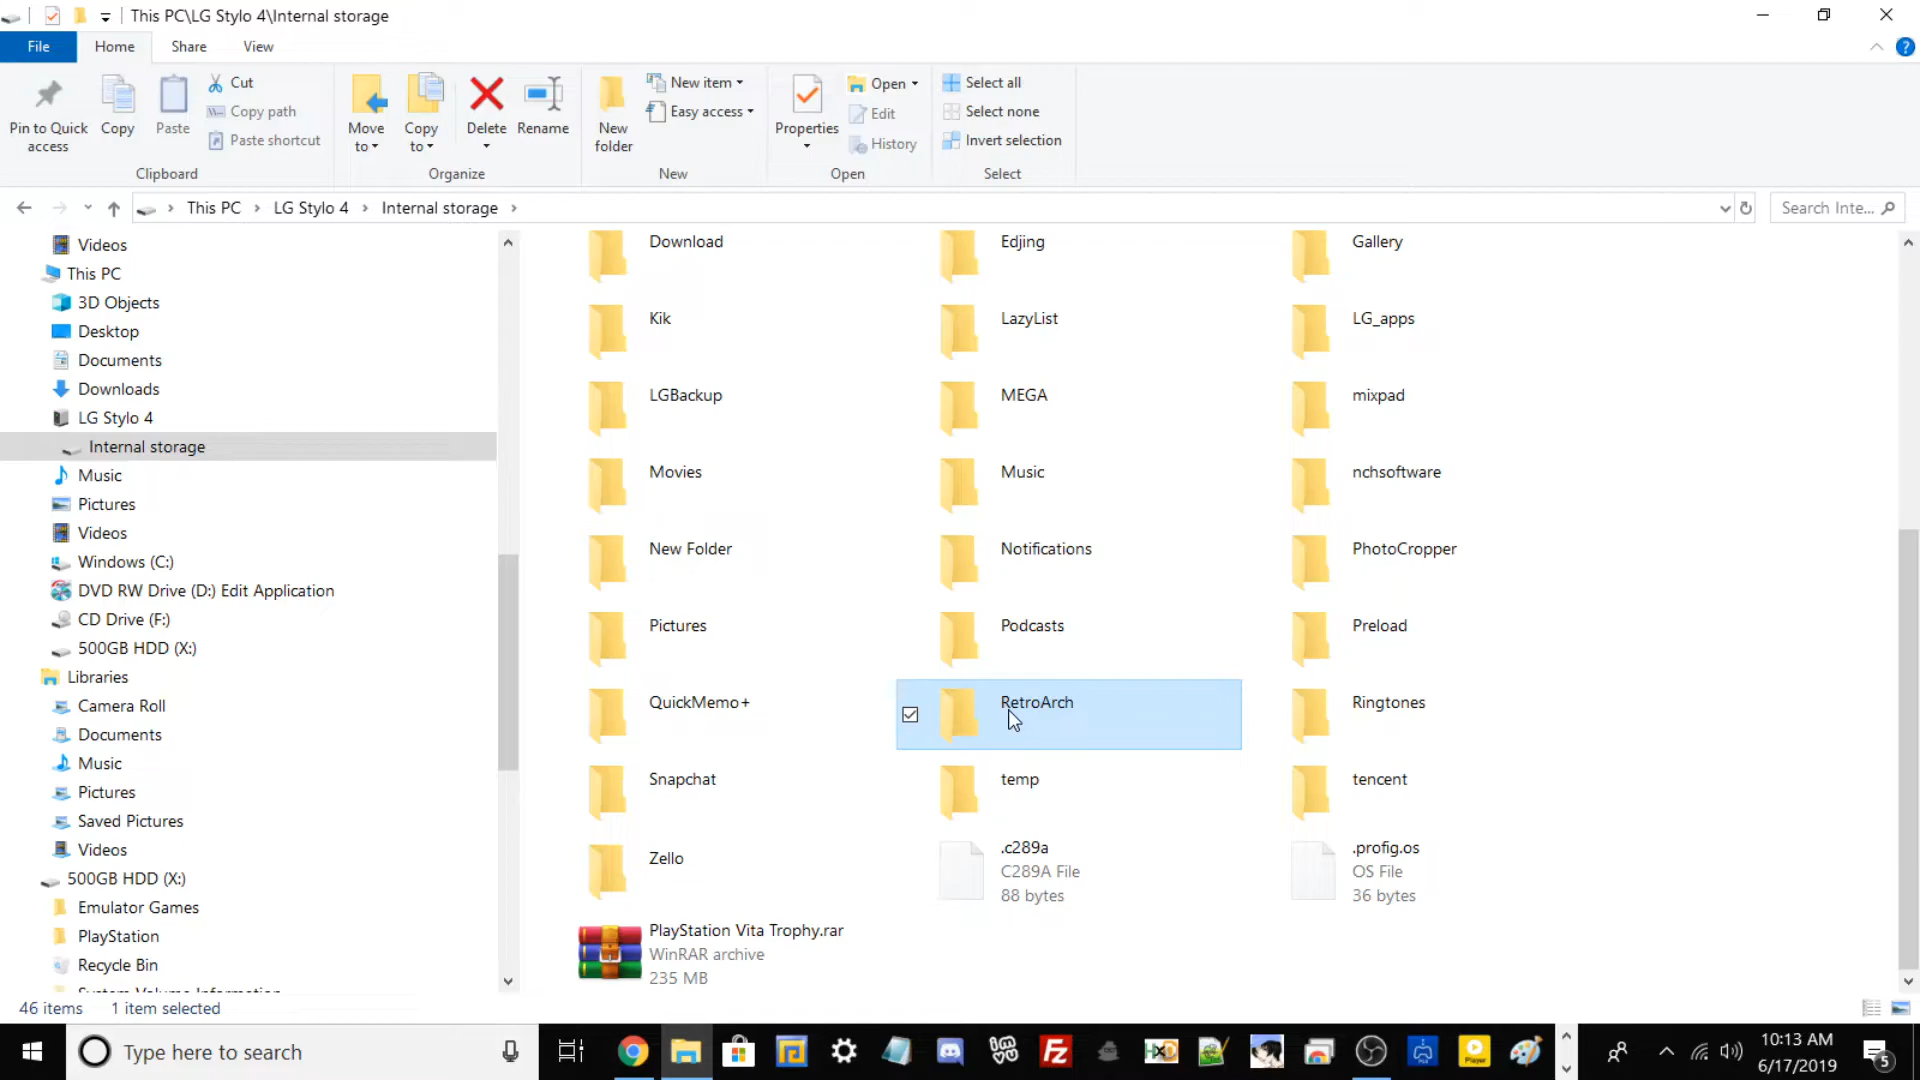 This PC\LG Stylo 4\Internal storage
File Home Share View
Pin to Quick access
Copy
Paste
Cut
Copy path
Paste shortcut
Clipboard
Move to
Copy to
Delete
Rename
Organize
New folder
New item
Easy access
New
Properties
Open
Edit
History
Open
Select all
Select none
Invert selection
Select
This PC LG Stylo 4 Internal storage
Search Inte...
Videos
This PC
3D Objects
Desktop
Documents
Downloads
LG Stylo 4
Internal storage
Music
Pictures
Videos
Windows (C:)
DVD RW Drive (D:) Edit Application
CD Drive (F:)
500GB HDD (X:)
Libraries
Camera Roll
Documents
Music
Pictures
Saved Pictures
Videos
500GB HDD (X:)
Emulator Games
PlayStation
Recycle Bin
System Volume Information
Download
Edjing
Gallery
Kik
LazyList
LG_apps
LGBackup
MEGA
mixpad
Movies
Music
nchsoftware
New Folder
Notifications
PhotoCropper
Pictures
Podcasts
Preload
QuickMemo+
RetroArch
Ringtones
Snapchat
temp
tencent
Zello
.c289a
C289A File
88 bytes
.profig.os
OS File
36 bytes
PlayStation Vita Trophy.rar
WinRAR archive
235 MB
46 items 1 item selected
Type here to search
10:13 AM
6/17/2019
5